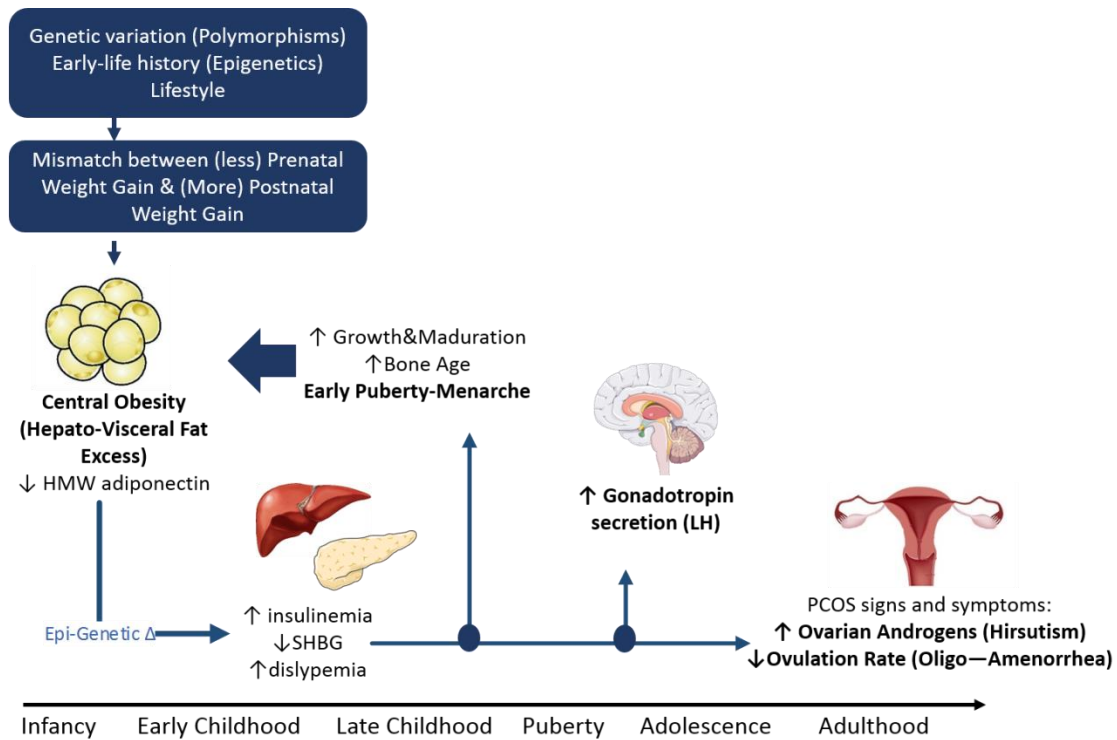 Genetic variation (Polymorphisms)
Early-life history (Epigenetics)
Lifestyle
Mismatch between (less) Prenatal
Weight Gain & (More) Postnatal
Weight Gain
Central Obesity
(Hepato-Visceral Fat
Excess)
↓ HMW adiponectin
↑ Growth&Maduration
↑Bone Age
Early Puberty-Menarche
↑ Gonadotropin
secretion (LH)
Epi-Genetic Δ
↑ insulinemia
↓SHBG
↑dislypemia
PCOS signs and symptoms:
↑ Ovarian Androgens (Hirsutism)
↓Ovulation Rate (Oligo—Amenorrhea)
Infancy Early Childhood Late Childhood Puberty Adolescence Adulthood